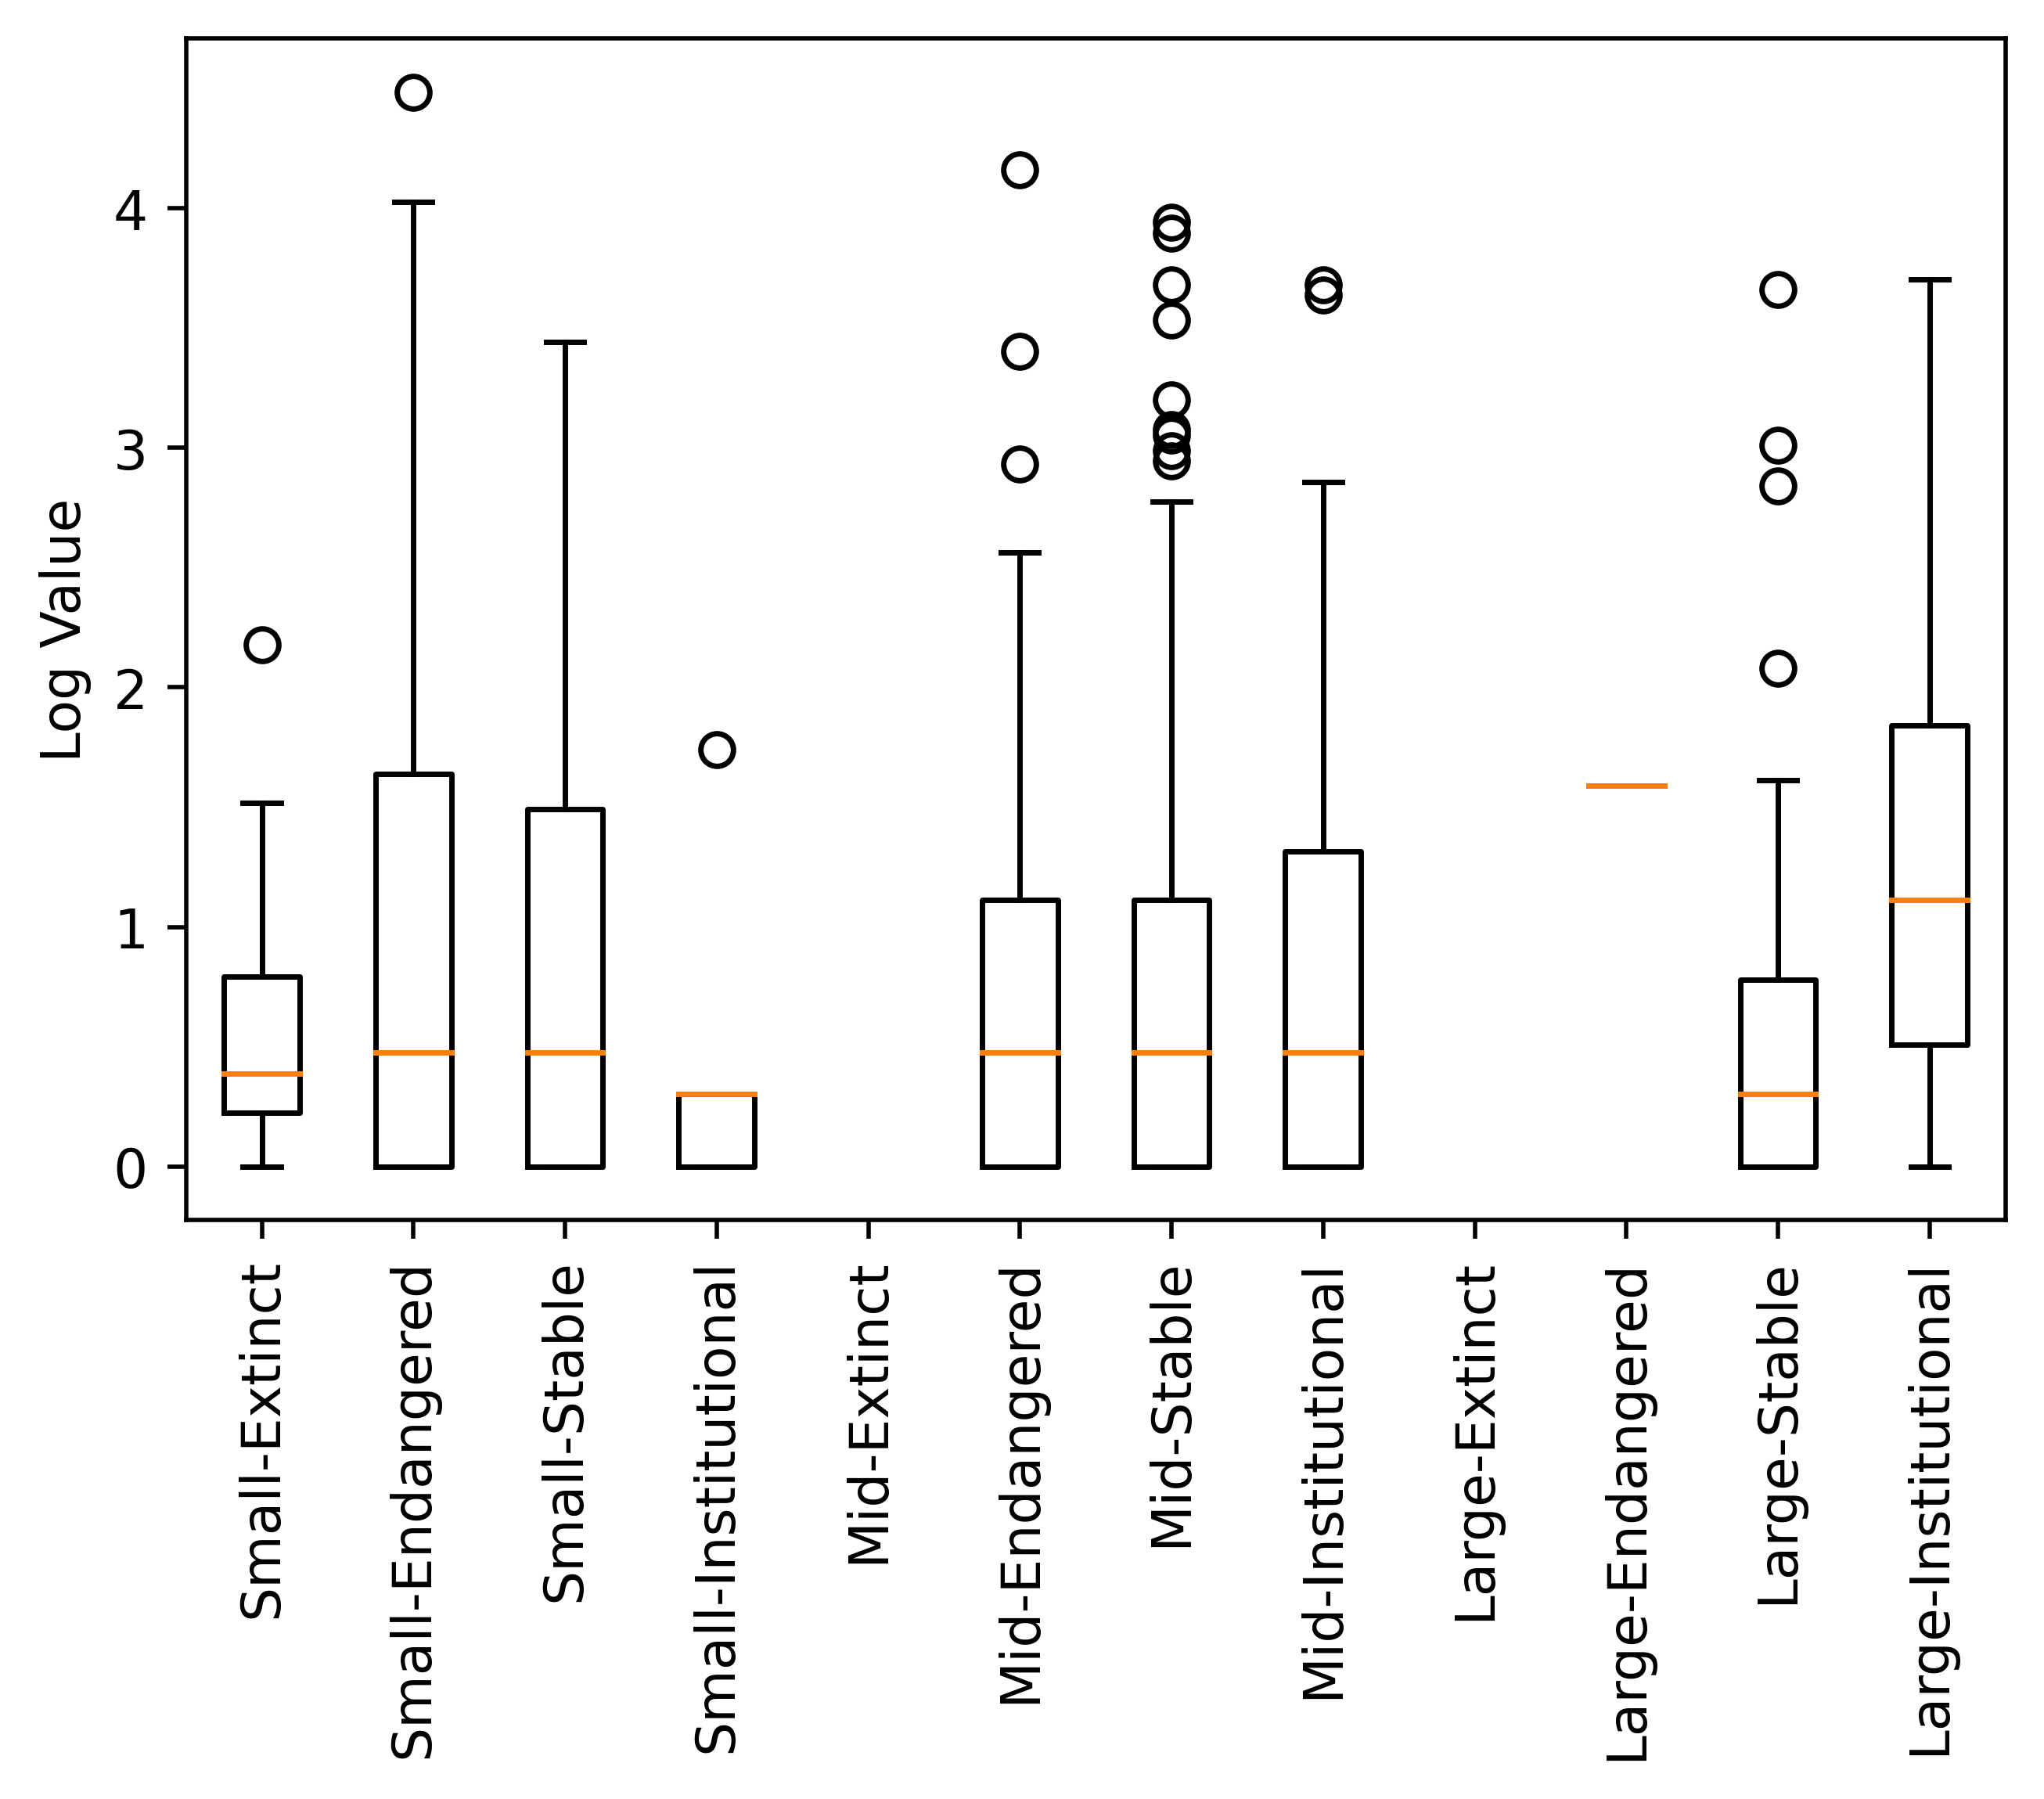 Log Value
4
3
2
1
0
Small-Extinct
Small-Endangered
Small-Stable
Small-Institutional
Mid-Extinct
Mid-Endangered
Mid-Stable
Mid-Institutional
Large-Extinct
Large-Endangered
Large-Stable
Large-Institutional